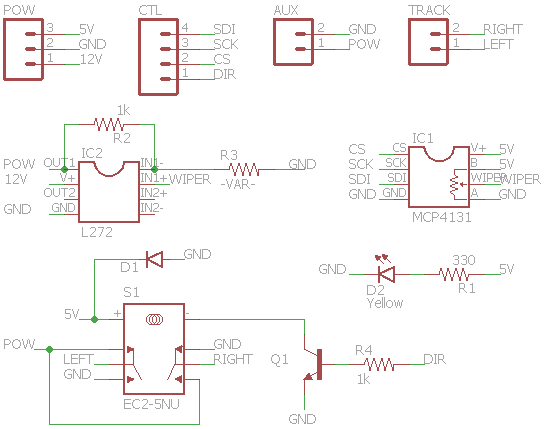 POW CTL AUX TRACK
3 5V 4 SDI 2 GND 2 RIGHT
2 GND 3 SCK 1 POW 1 LEFT
1 12V 2 CS
1 DIR
1k
R2
IC2 R3 IC1
POW OUT1 IN1- GND CS CS V+ 5V
12V V+ IN1+ WIPER -VAR- SCK SCK B 5V
OUT2 IN2+ SDI SDI WIPER WIPER
GND GND IN2- GND GND A GND
L272 MCP4131
D1 GND
GND 330 5V
S1 D2 R1
Yellow
5V + -
POW GND
LEFT RIGHT Q1 R4 DIR
GND 1k
EC2-5NU GND